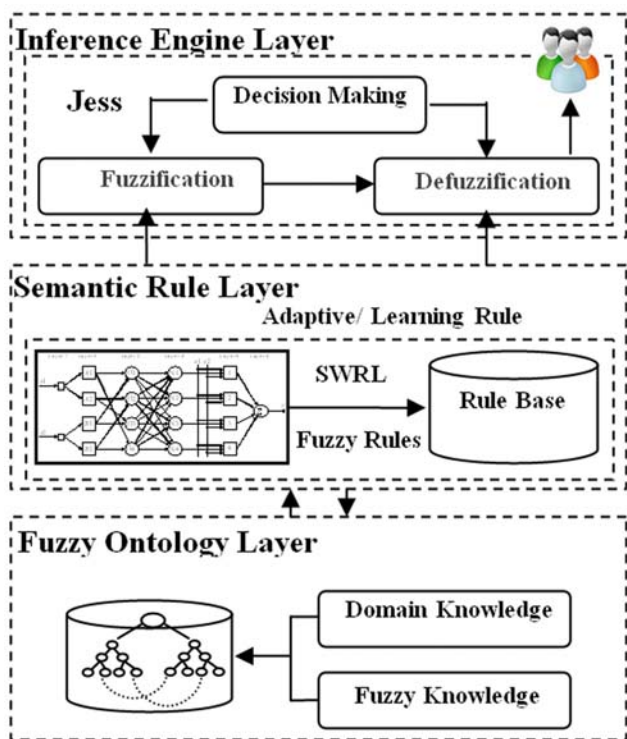 Inference Engine Layer
Jess
Decision Making
Fuzzification
Defuzzification
Semantic Rule Layer
Adaptive/ Learning Rule
SWRL
Rule Base
Fuzzy Rules
Fuzzy Ontology Layer
Domain Knowledge
Fuzzy Knowledge